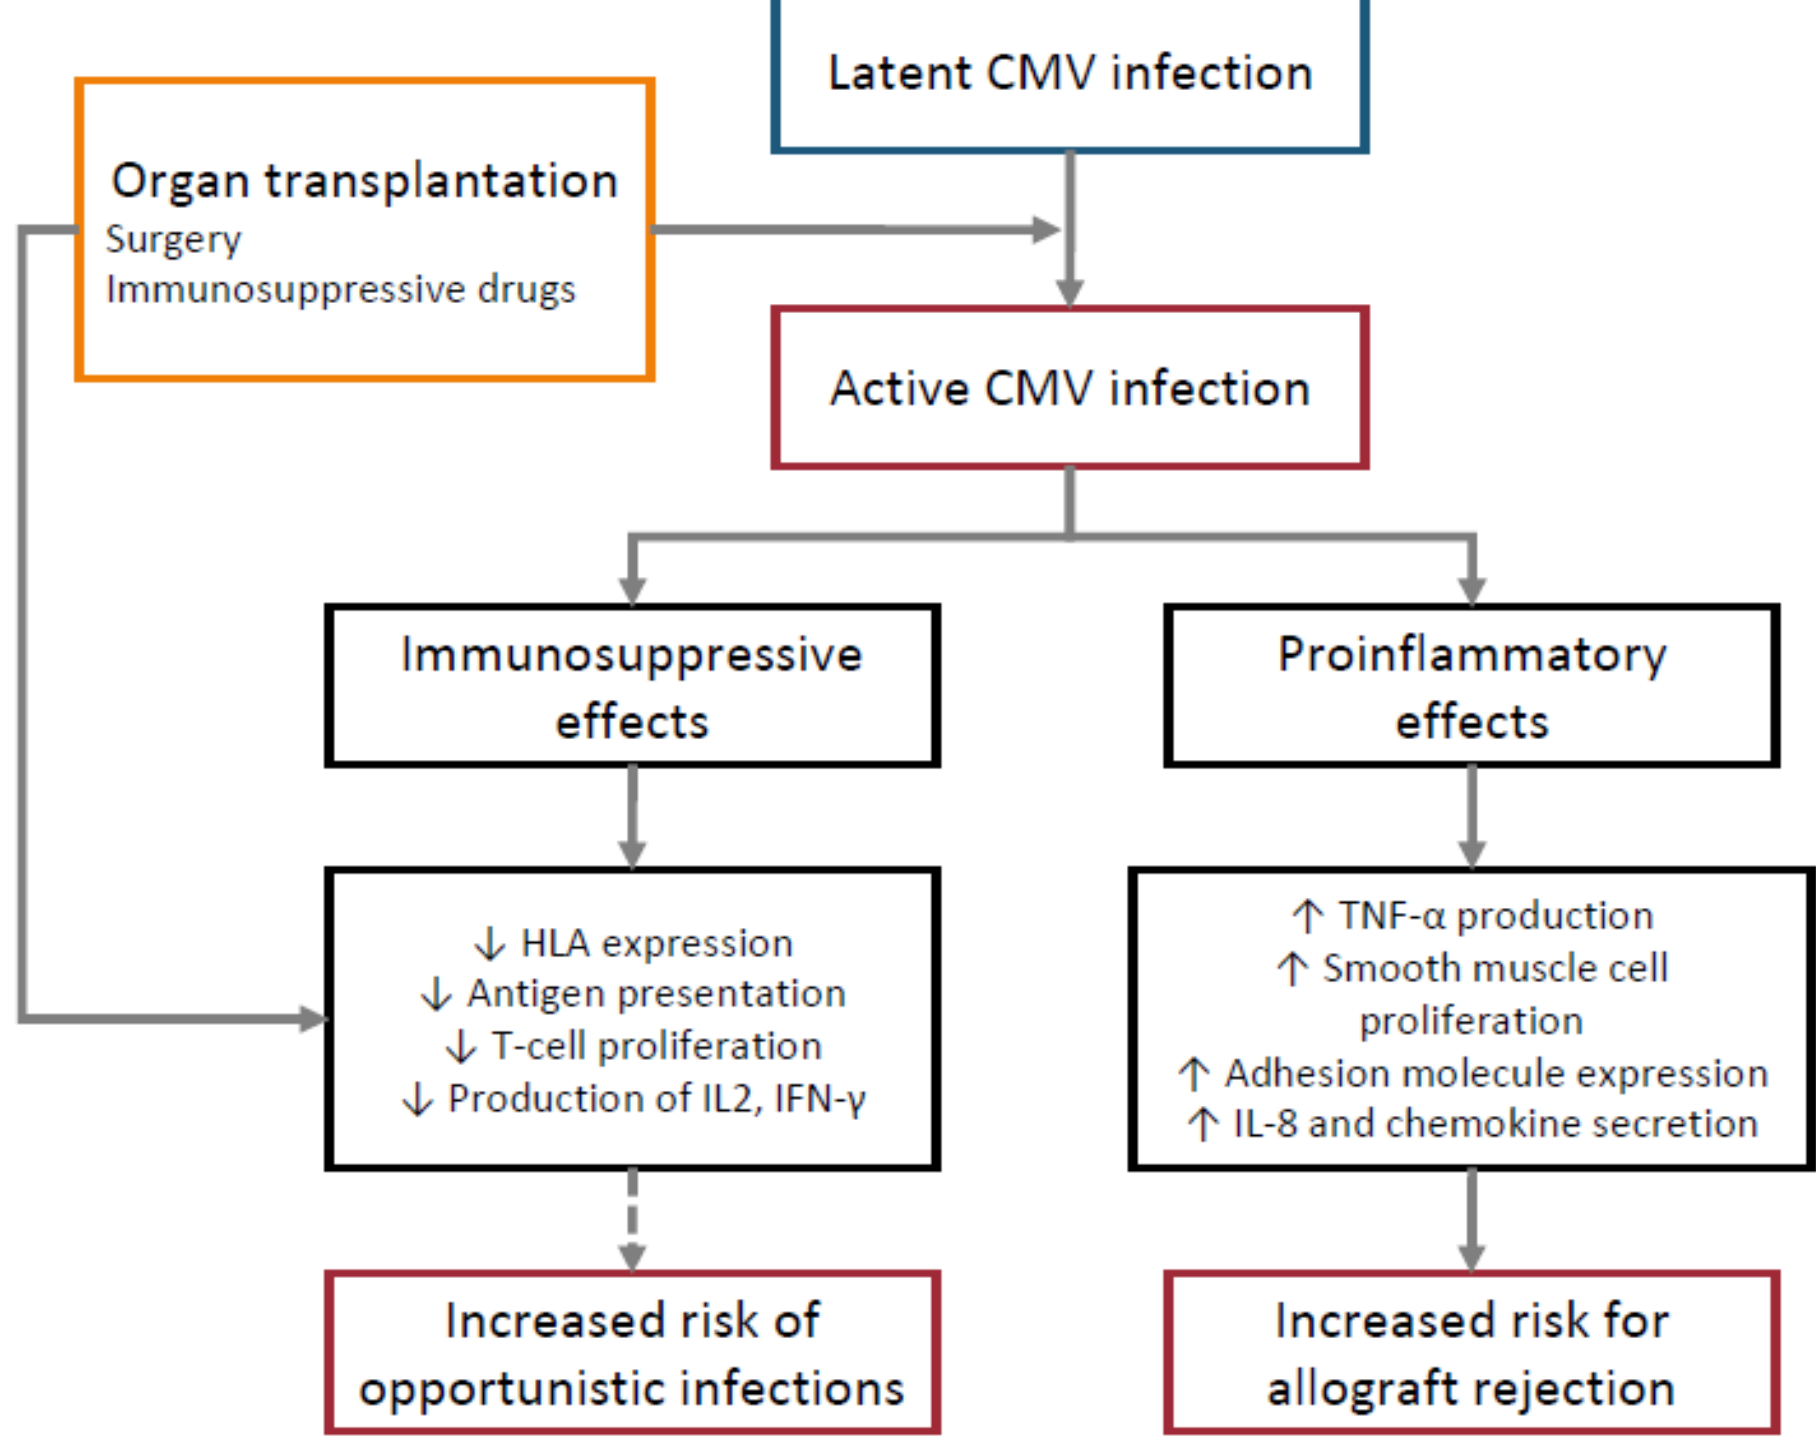 Latent CMV infection
Organ transplantation
Surgery
Immunosuppressive drugs
Active CMV infection
Immunosuppressive
effects
Proinflammatory
effects
↓ HLA expression
↓ Antigen presentation
↓ T-cell proliferation
↓ Production of IL2, IFN-γ
↑ TNF-α production
↑ Smooth muscle cell
proliferation
↑ Adhesion molecule expression
↑ IL-8 and chemokine secretion
Increased risk of
opportunistic infections
Increased risk for
allograft rejection